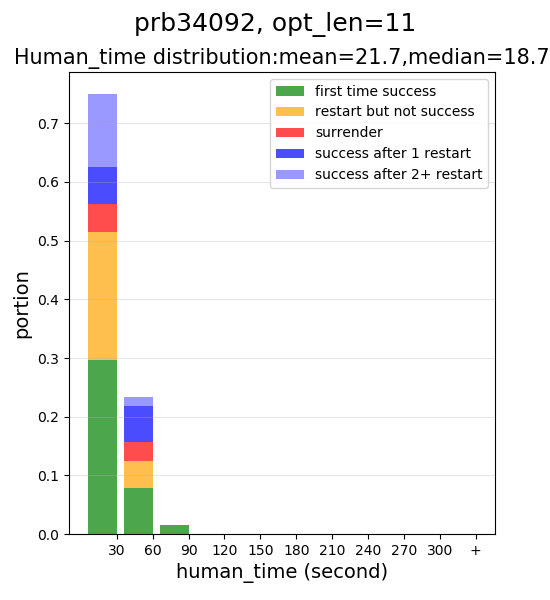 prb34092, opt_len=11
Human_time distribution:mean=21.7,median=18.7
first time success
restart but not success
surrender
success after 1 restart
success after 2+ restart
portion
0.7
0.6
0.5
0.4
0.3
0.2
0.1
0.0
30 60 90 120 150 180 210 240 270 300 +
human_time (second)